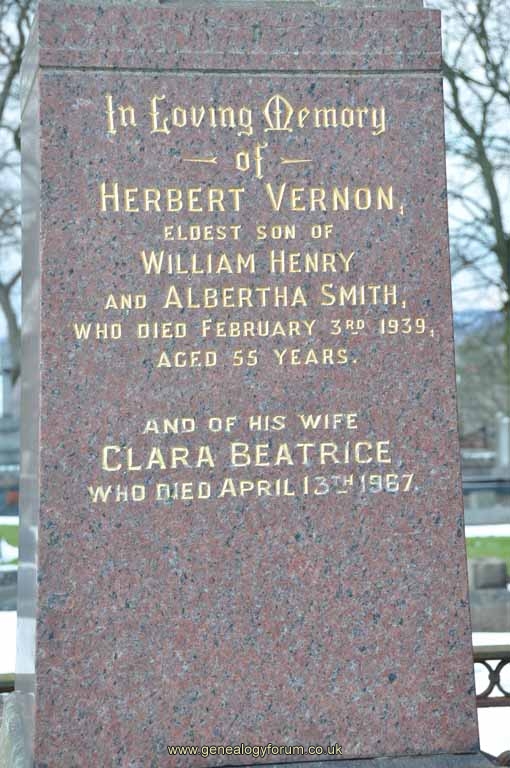 In Loving Memory
of
HERBERT VERNON,
ELDEST SON OF
WILLIAM HENRY
AND ALBERTHA SMITH,
WHO DIED FEBRUARY 3RD 1939,
AGED 55 YEARS.
AND OF HIS WIFE
CLARA BEATRICE,
WHO DIED APRIL 13TH 1967.
www.genealogyforum.co.uk